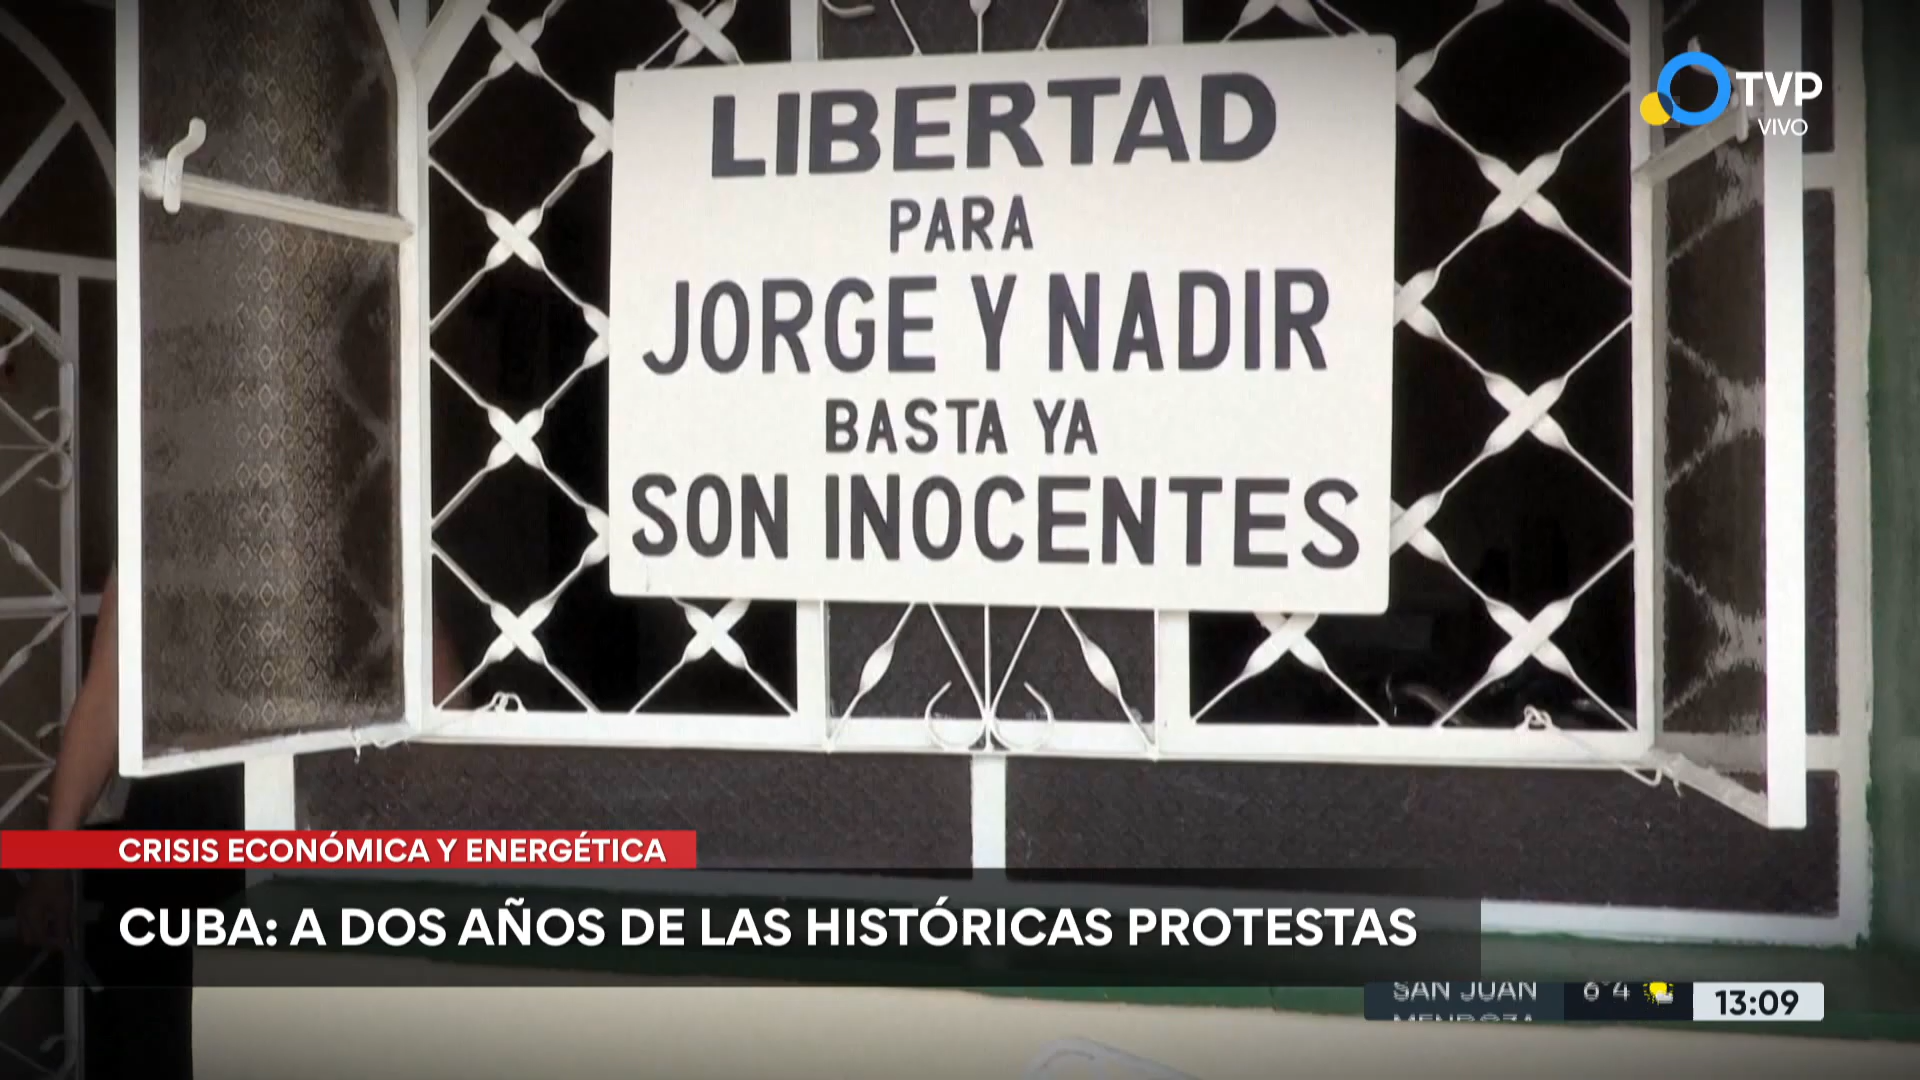 LIBERTAD
PARA
JORGE Y NADIR
BASTA YA
SON INOCENTES
TVP
VIVO
CRISIS ECONÓMICA Y ENERGÉTICA
CUBA: A DOS AÑOS DE LAS HISTÓRICAS PROTESTAS
SAN JUAN
MENDOZA
13:09